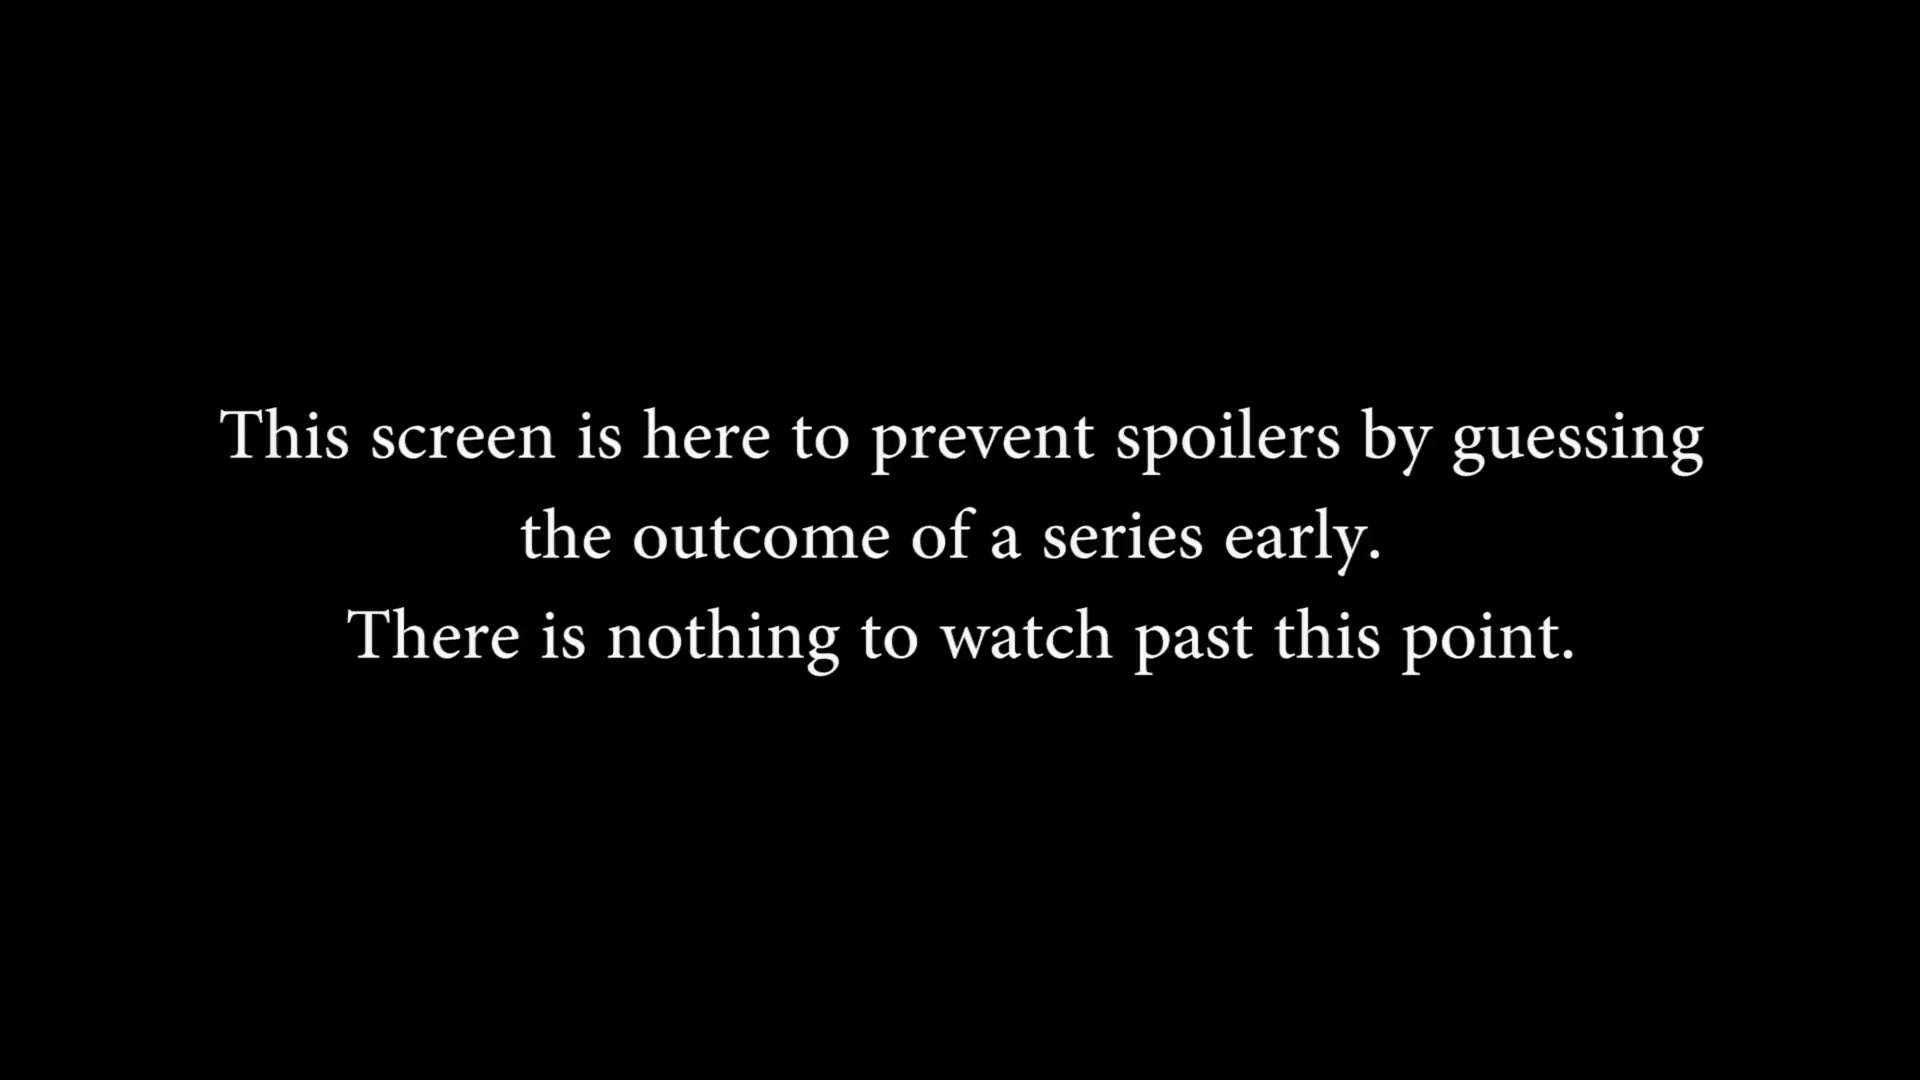 This screen is here to prevent spoilers by guessing
the outcome of a series early.
There is nothing to watch past this point.